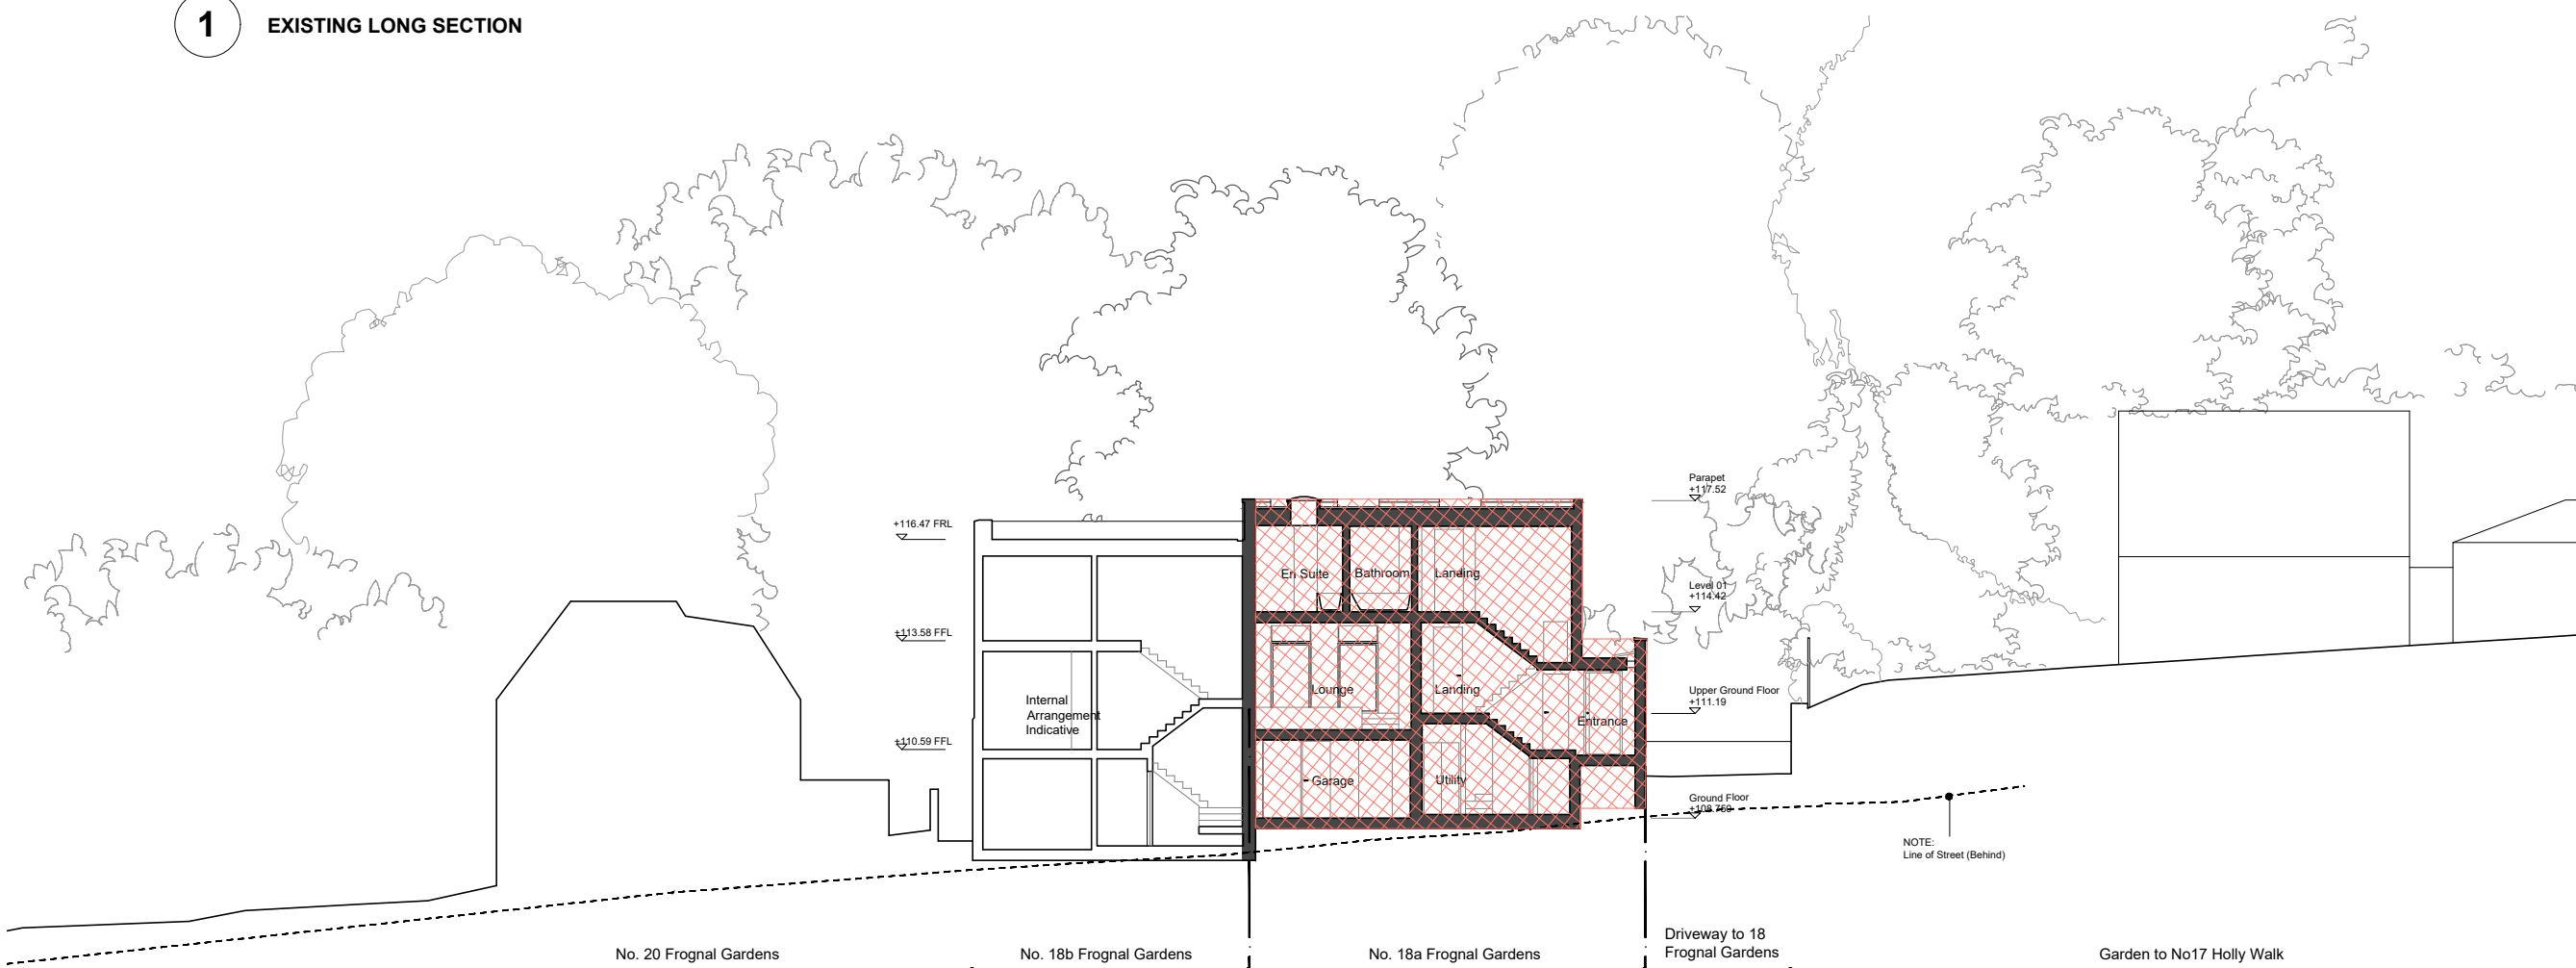 1
EXISTING LONG SECTION
Parapet
+117.52
+116.47 FRL
En Suite
Bathroom
Landing
Level 01
+114.42
+113.58 FFL
Internal
Arrangement
Indicative
Lounge
Landing
Entrance
Upper Ground Floor
+111.19
+110.59 FFL
Garage
Utility
Ground Floor
+108.750
NOTE:
Line of Street (Behind)
No. 20 Frognal Gardens
No. 18b Frognal Gardens
No. 18a Frognal Gardens
Driveway to 18
Frognal Gardens
Garden to No17 Holly Walk